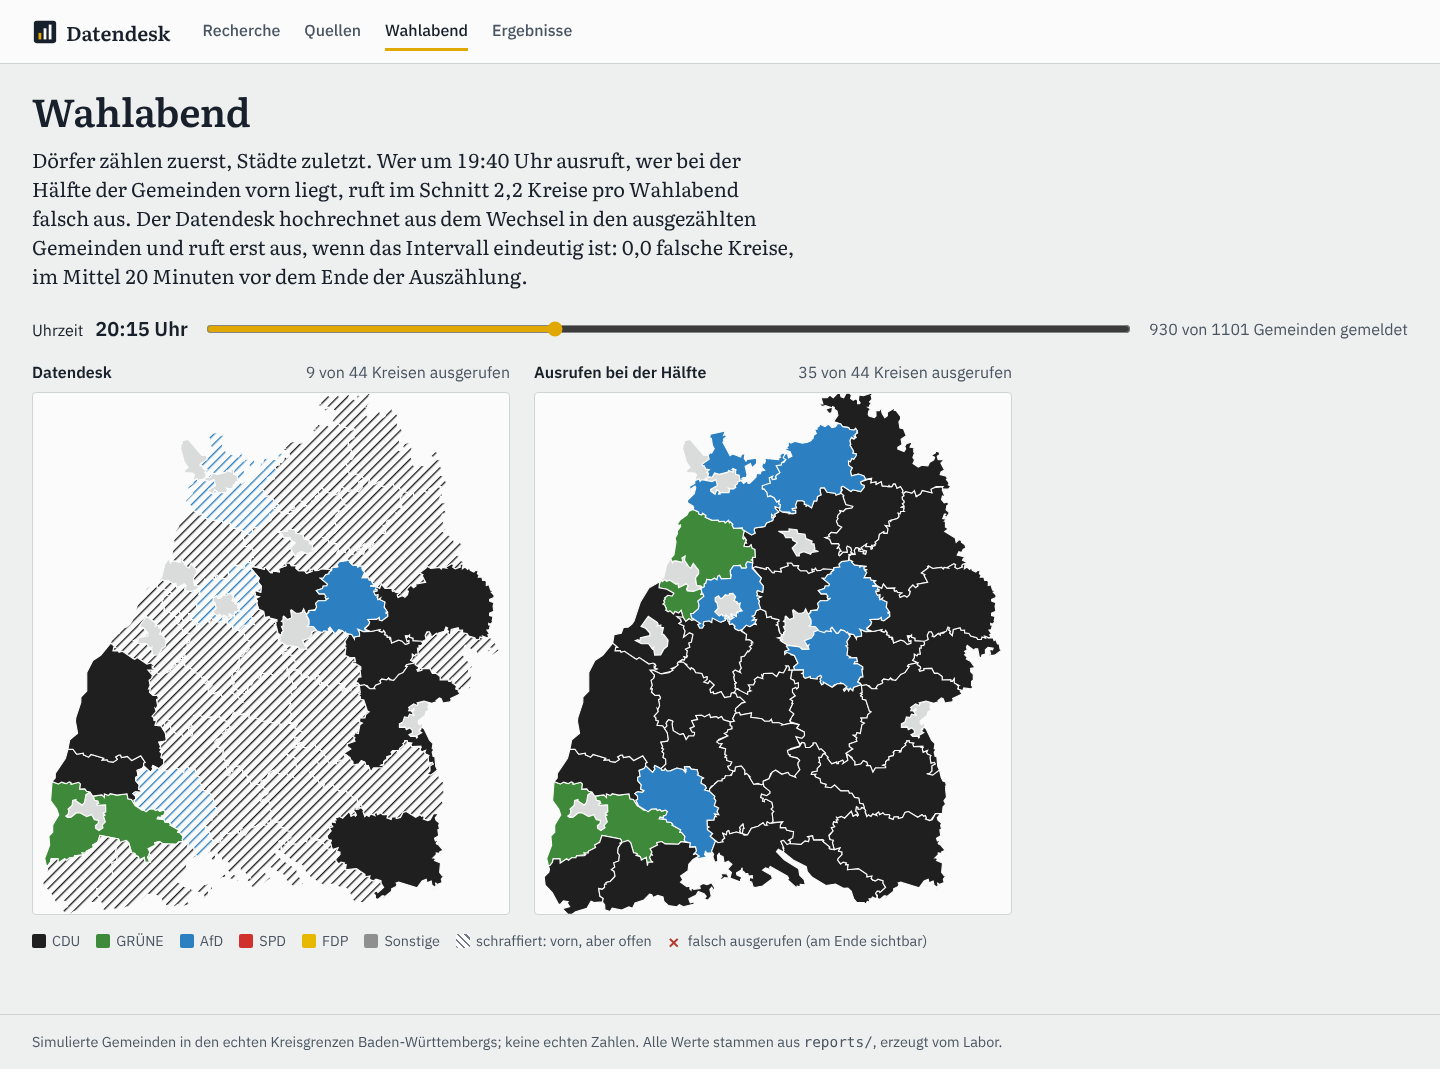 Datendesk
Recherche
Quellen
Wahlabend
Ergebnisse
Wahlabend
Dörfer zählen zuerst, Städte zuletzt. Wer um 19:40 Uhr ausruft, wer bei der
Hälfte der Gemeinden vorn liegt, ruft im Schnitt 2,2 Kreise pro Wahlabend
falsch aus. Der Datendesk hochrechnet aus dem Wechsel in den ausgezählten
Gemeinden und ruft erst aus, wenn das Intervall eindeutig ist: 0,0 falsche Kreise,
im Mittel 20 Minuten vor dem Ende der Auszählung.
Uhrzeit 20:15 Uhr
930 von 1101 Gemeinden gemeldet
Datendesk
9 von 44 Kreisen ausgerufen
Ausrufen bei der Hälfte
35 von 44 Kreisen ausgerufen
CDU
GRÜNE
AfD
SPD
FDP
Sonstige
schraffiert: vorn, aber offen
× falsch ausgerufen (am Ende sichtbar)
Simulierte Gemeinden in den echten Kreisgrenzen Baden-Württembergs; keine echten Zahlen. Alle Werte stammen aus reports/, erzeugt vom Labor.